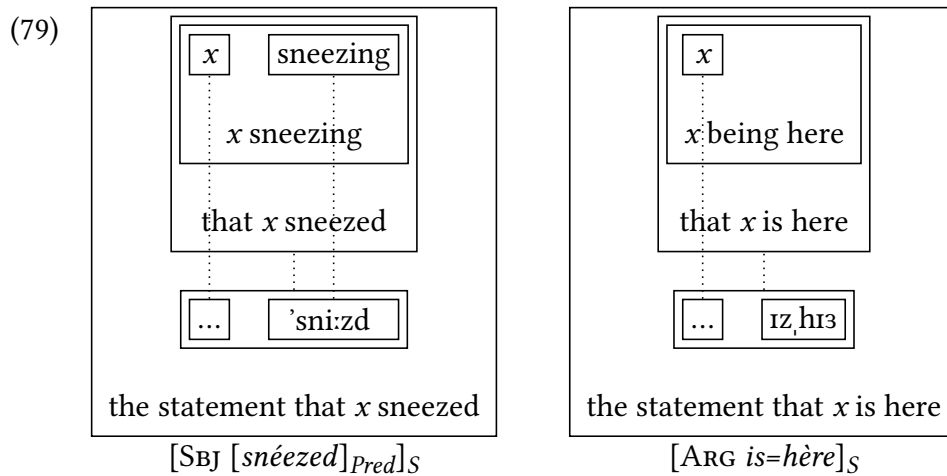 (79)
x sneezing
x sneezing
that x sneezed
... ˈsniːzd
the statement that x sneezed
[SBJ [snéezed]Pred]S
x
x being here
that x is here
... ɪzˌhɪɜ
the statement that x is here
[ARG is=hère]S